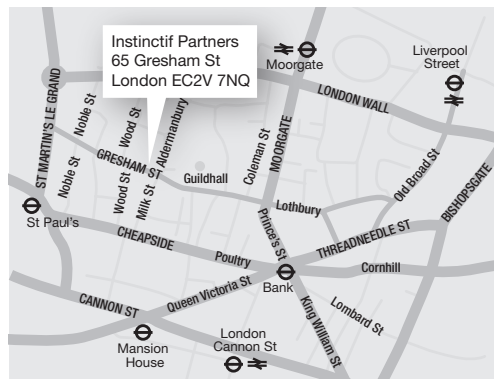 Instinctif Partners
65 Gresham St
London EC2V 7NQ
Moorgate
Liverpool
Street
LONDON WALL
ST MARTIN'S LE GRAND
Noble St
Wood St
Aldermanbury
GRESHAM ST
Noble St
Wood St
Milk St
Guildhall
Coleman St
MOORGATE
Old Broad St
BISHOPSGATE
St Paul's
CHEAPSIDE
Lothbury
Prince's St
THREADNEEDLE ST
Poultry
Cornhill
Bank
CANNON ST
Queen Victoria St
King William St
Lombard St
Mansion
House
London
Cannon St